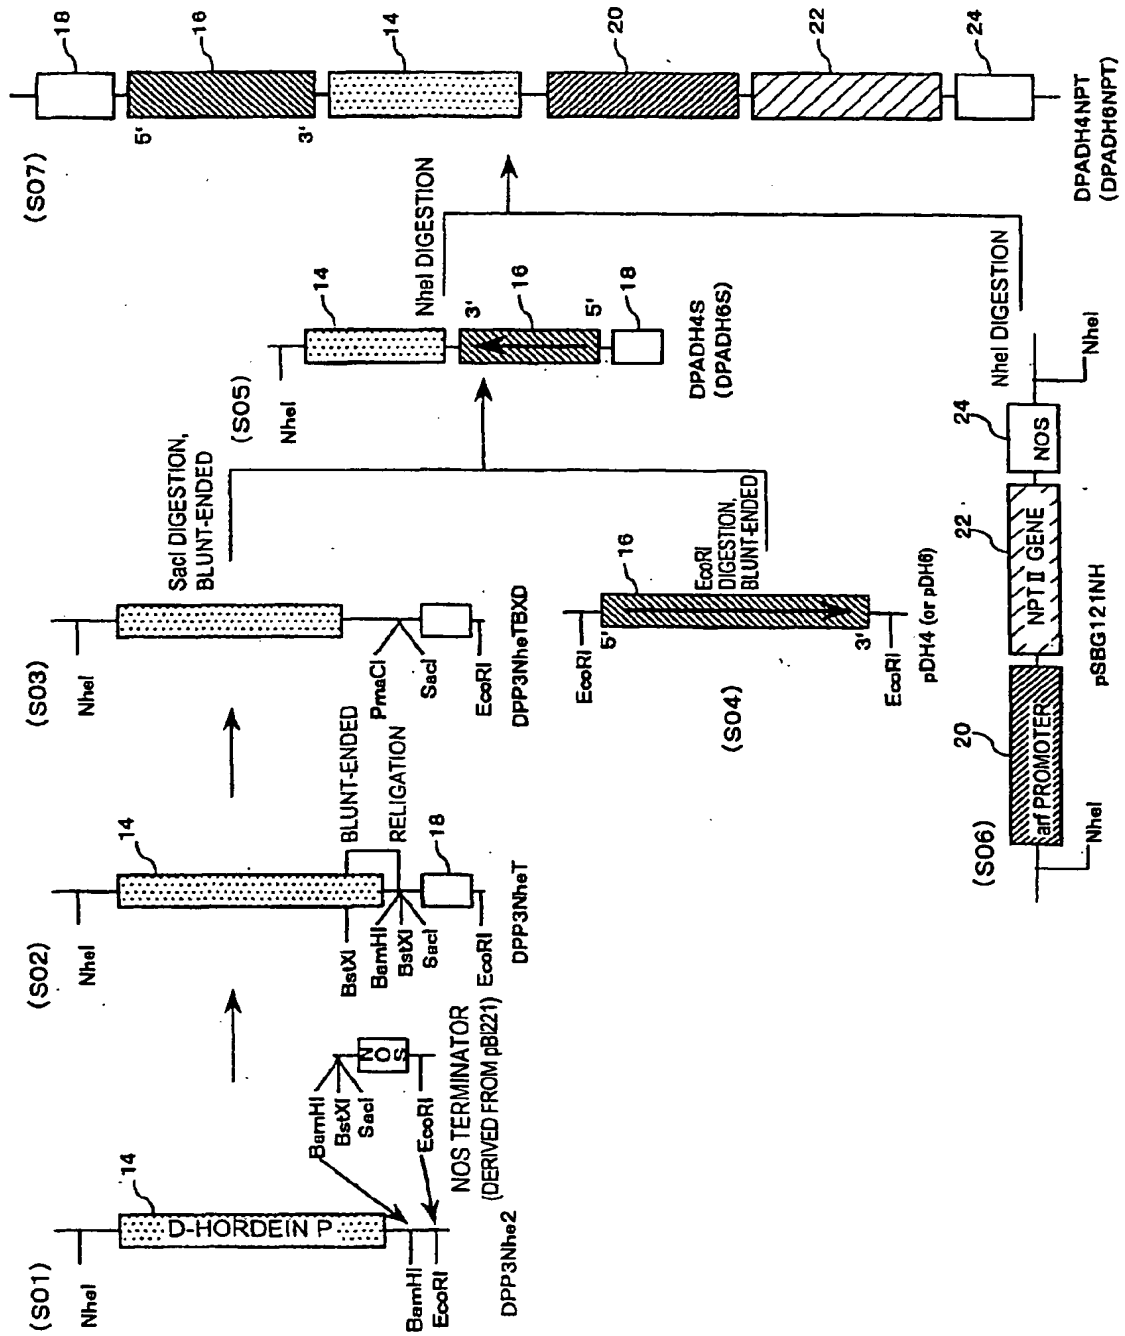 (S01)
NheI
14
D-HORDEIN P
BamHI
EcoRI
DPP3Nhe2
BamHI
BstXI
SacI
NOS
EcoRI
NOS TERMINATOR
(DERIVED FROM pBI221)
(S02)
NheI
14
BLUNT-ENDED
RELIGATION
BstXI
BamHI
BstXI
SacI
18
EcoRI
DPP3NheT
(S03)
NheI
PmaCI
SacI
EcoRI
DPP3NheTBXD
SacI DIGESTION,
BLUNT-ENDED
(S04)
EcoRI
5'
16
3'
EcoRI
pDH4 (or pDH6)
EcoRI
DIGESTION,
BLUNT-ENDED
(S05)
NheI
14
3'
16
5'
18
DPADH4S
(DPADH6S)
NheI DIGESTION
(S06)
20
22
24
NheI
arf PROMOTER
NPT II GENE
NOS
NheI
pSBG121NH
NheI DIGESTION
(S07)
18
5'
16
3'
14
20
22
24
DPADH4NPT
(DPADH6NPT)